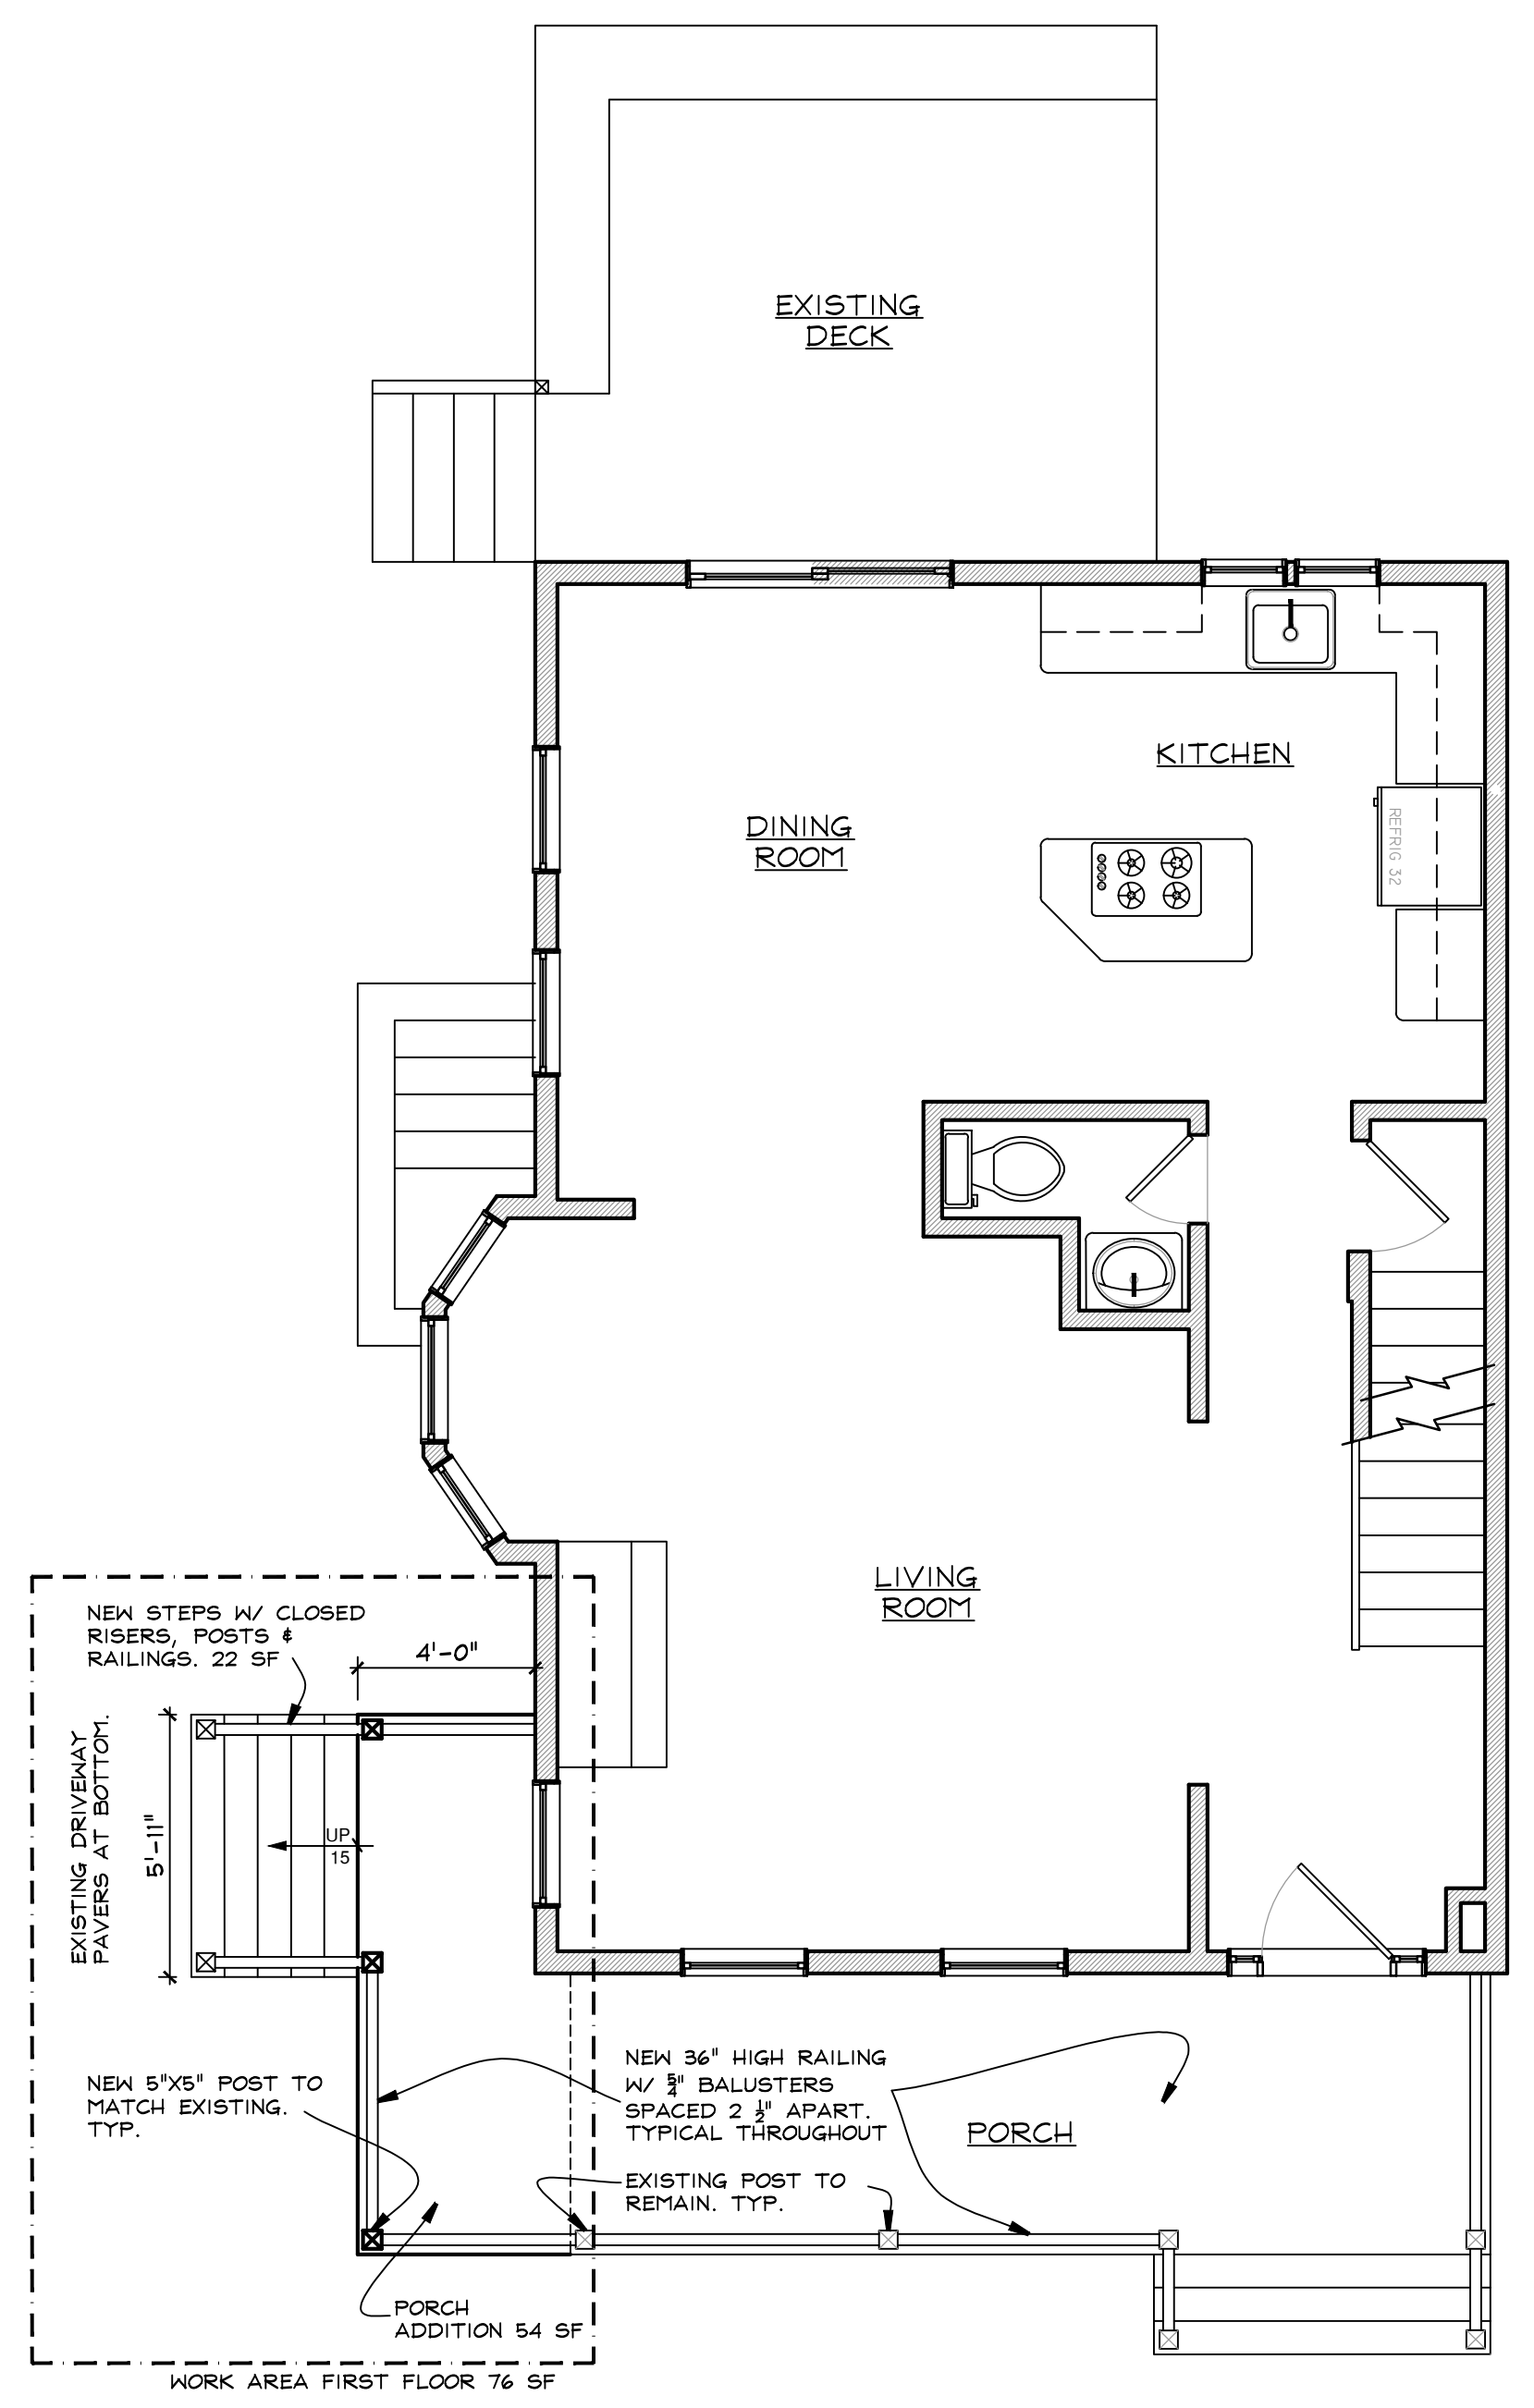 EXISTING
DECK
KITCHEN
DINING
ROOM
REFRIG 32
LIVING
ROOM
NEW STEPS W/ CLOSED
RISERS, POSTS &
RAILINGS. 22 SF
4'-0"
EXISTING DRIVEWAY
PAVERS AT BOTTOM.
5'-11"
UP
15
NEW 36" HIGH RAILING
W/ 5/4" BALUSTERS
SPACED 2 1/2" APART.
TYPICAL THROUGHOUT
NEW 5"X5" POST TO
MATCH EXISTING.
TYP.
PORCH
EXISTING POST TO
REMAIN. TYP.
PORCH
ADDITION 54 SF
WORK AREA FIRST FLOOR 76 SF